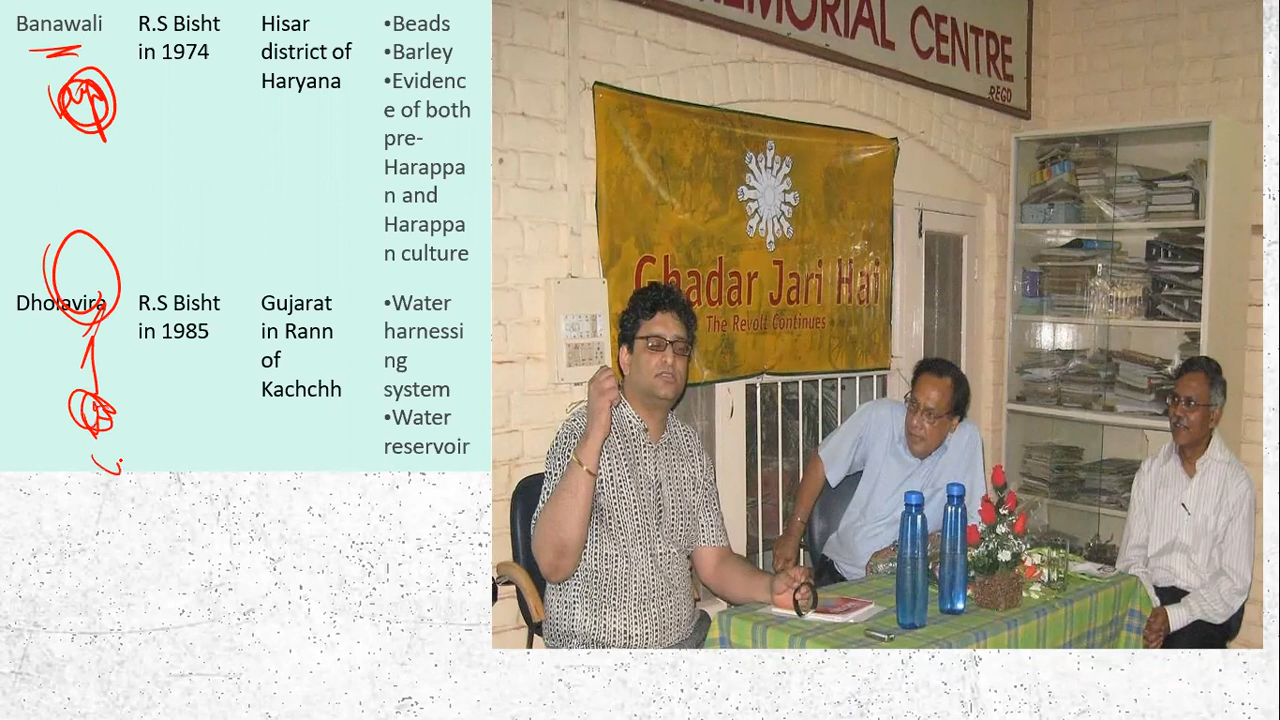 Banawali
R.S Bisht
in 1974
Hisar
district of
Haryana
•Beads
•Barley
•Evidenc
e of both
pre-
Harappa
n and
Harappa
n culture
Dholavira
R.S Bisht
in 1985
Gujarat
in Rann
of
Kachchh
•Water
harnessi
ng
system
•Water
reservoir
CENTRE
REGD
Ghadar Jari Hai
The Revolt Continues